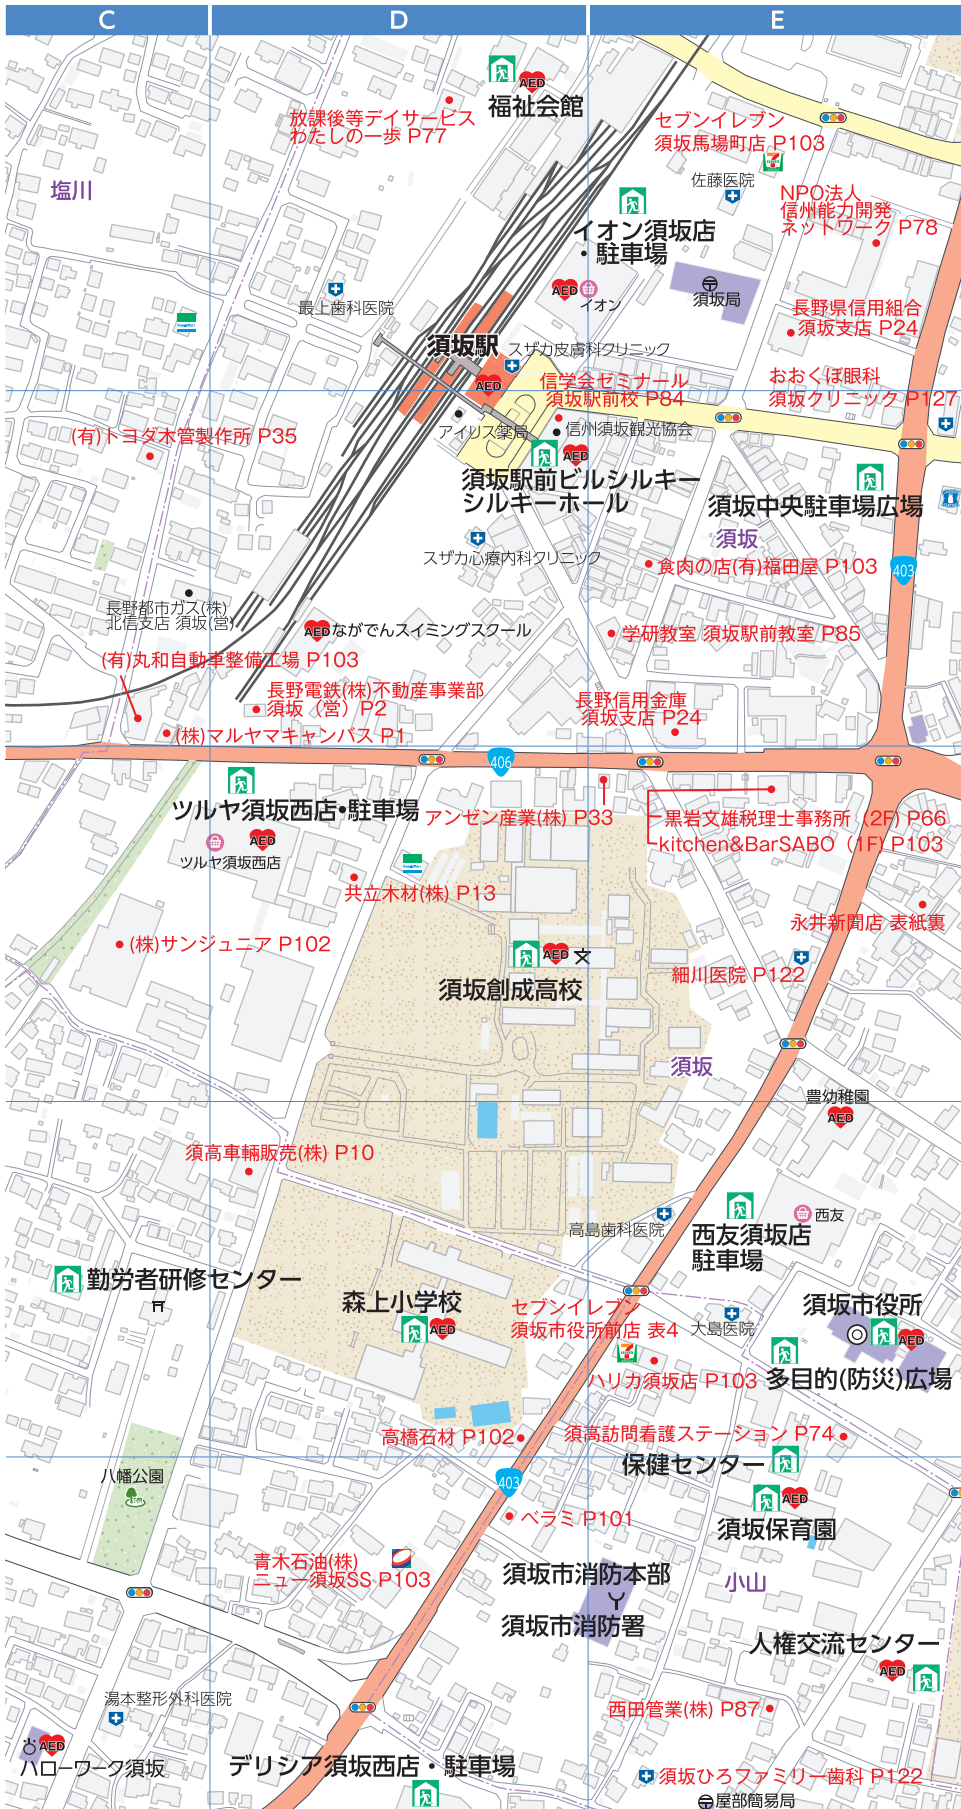 C
D
E
福祉会館
AED
放課後等デイサービス
わたしの一歩 P77
セブンイレブン
須坂馬場町店 P103
塩川
佐藤医院
NPO法人
信州能力開発
ネットワーク P78
イオン須坂店
・駐車場
AED
イオン
須坂局
最上歯科医院
FamilyMart
長野県信用組合
須坂支店 P24
須坂駅
スザカ皮膚科クリニック
AED
信学会ゼミナール
須坂駅前校 P84
おおくぼ眼科
須坂クリニック P127
(有)トヨダ木管製作所 P35
アイリス薬局
信州須坂観光協会
AED
須坂駅前ビルシルキー
シルキーホール
須坂中央駐車場広場
須坂
スザカ心療内科クリニック
食肉の店(有)福田屋 P103
403
長野都市ガス(株)
北信支店 須坂(営)
AED
ながでんスイミングスクール
学研教室 須坂駅前教室 P85
(有)丸和自動車整備工場 P103
長野電鉄(株)不動産事業部
須坂（営）P2
長野信用金庫
須坂支店 P24
(株)マルヤマキャンバス P1
406
ツルヤ須坂西店・駐車場
アンゼン産業(株) P33
黒岩文雄税理士事務所（2F) P66
kitchen&BarSABO（1F) P103
AED
ツルヤ須坂西店
FamilyMart
共立木材(株) P13
永井新聞店 表紙裏
(株)サンジュニア P102
AED
文
細川医院 P122
須坂創成高校
須坂
豊幼稚園
AED
須高車輛販売(株) P10
高島歯科医院
西友
西友須坂店
駐車場
勤労者研修センター
森上小学校
AED
セブンイレブン
須坂市役所前店 表4
大島医院
須坂市役所
AED
ハリカ須坂店 P103
多目的(防災)広場
高橋石材 P102
須高訪問看護ステーション P74
保健センター
八幡公園
403
ベラミ P101
AED
須坂保育園
青木石油(株)
ニュー須坂SS P103
須坂市消防本部
小山
須坂市消防署
人権交流センター
AED
湯本整形外科医院
西田管業(株) P87
AED
ハローワーク須坂
デリシア須坂西店・駐車場
須坂ひろファミリー歯科 P122
屋部簡易局